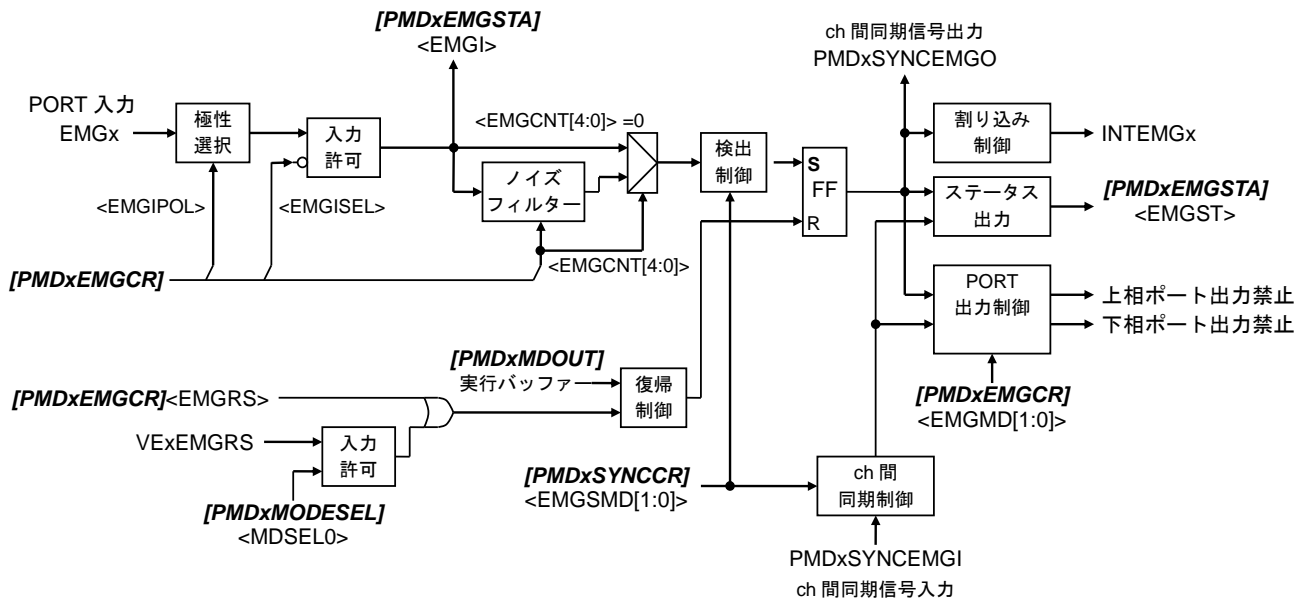 [PMDxEMGSTA]
<EMGI>
ch 間同期信号出力
PMDxSYNCEMGO
PORT 入力
EMGx
極性
選択
入力
許可
<EMGCNT[4:0]> =0
ノイズ
フィルター
検出
制御
S
FF
R
割り込み
制御
INTEMGx
ステータス
出力
[PMDxEMGSTA]
<EMGST>
<EMGIPOL>
<EMGISEL>
<EMGCNT[4:0]>
[PMDxEMGCR]
PORT
出力制御
上相ポート出力禁止
下相ポート出力禁止
[PMDxEMGCR]
<EMGMD[1:0]>
[PMDxMDOUT]
実行バッファー
復帰
制御
[PMDxEMGCR]<EMGRS>
VExEMGRS
入力
許可
[PMDxMODESEL]
<MDSEL0>
[PMDxSYNCCR]
<EMGSMD[1:0]>
ch 間
同期制御
PMDxSYNCEMGI
ch 間同期信号入力